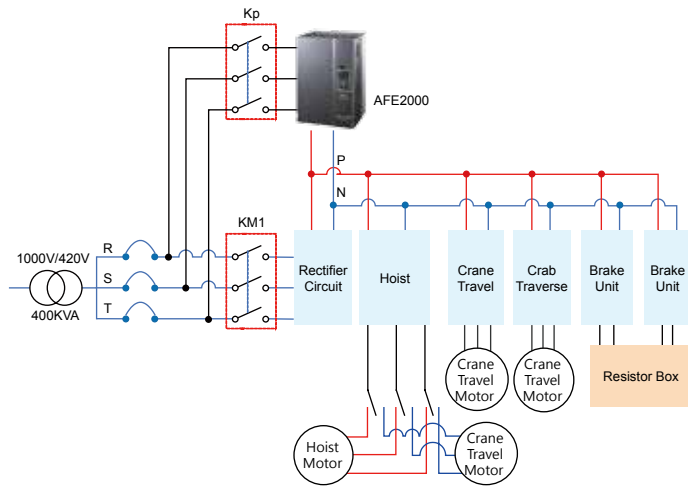 Kp
AFE2000
P
N
KM1
R
1000V/420V
S
400KVA
T
Rectifier
Circuit
Hoist
Crane
Travel
Crab
Traverse
Brake
Unit
Brake
Unit
Crane
Travel
Motor
Crane
Travel
Motor
Resistor Box
Hoist
Motor
Crane
Travel
Motor